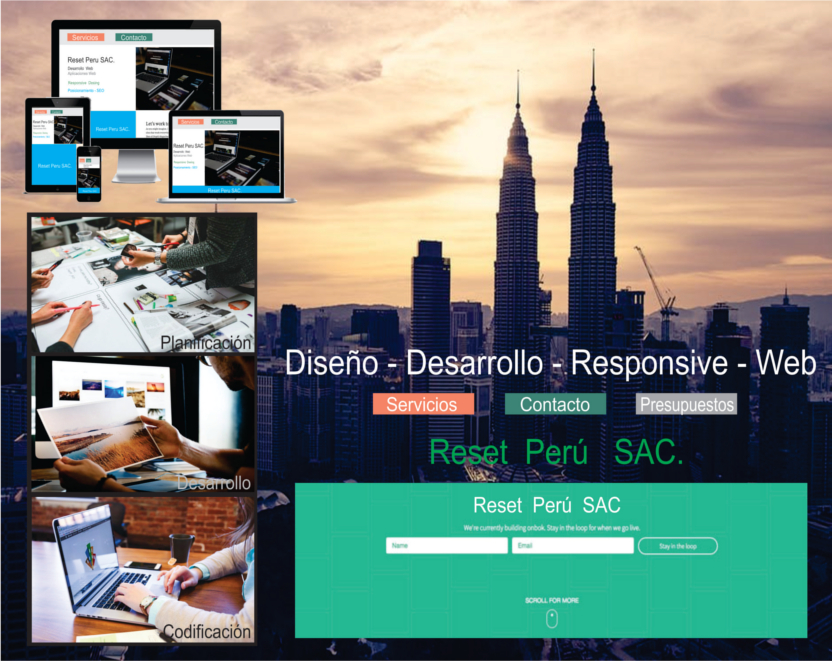 Servicios
Contacto
Reset Peru SAC.
Desarrollo Web
Aplicaciones Web
Responsive Desing
Posicionamiento - SEO
Reset Peru SAC.
Let's work t
Servicios
Contacto
Reset Peru SAC
Reset Peru SAC
Reset Peru SAC
Planificación
Desarrollo
Codificación
Diseño - Desarrollo - Responsive - Web
Servicios
Contacto
Presupuestos
Reset Perú SAC.
Reset Perú SAC
We're currently building onbok. Stay in the loop for when we go live.
Name
Email
Stay in the loop
SCROLL FOR MORE